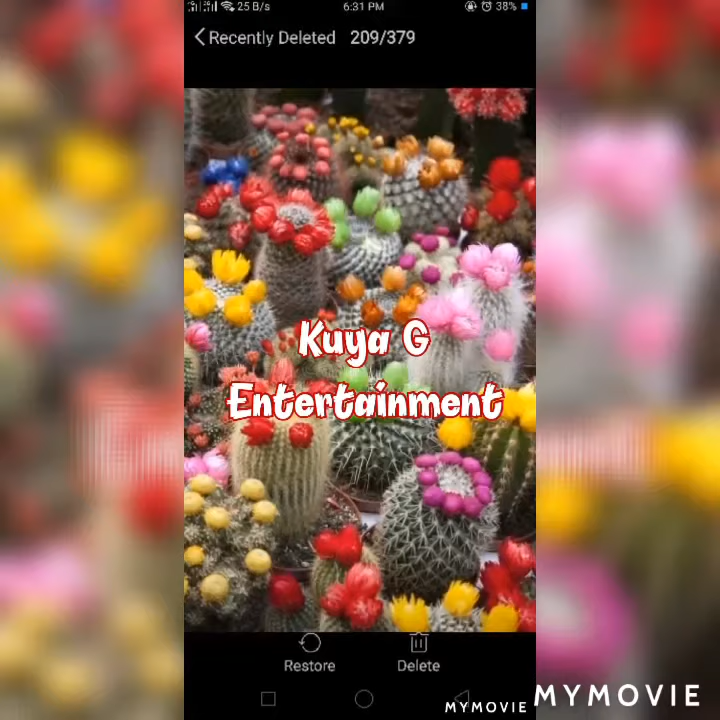 25 B/s 6:31 PM 38%
Recently Deleted 209/379
Kuya G
Entertainment
Restore Delete
MYMOVIE MYMOVIE